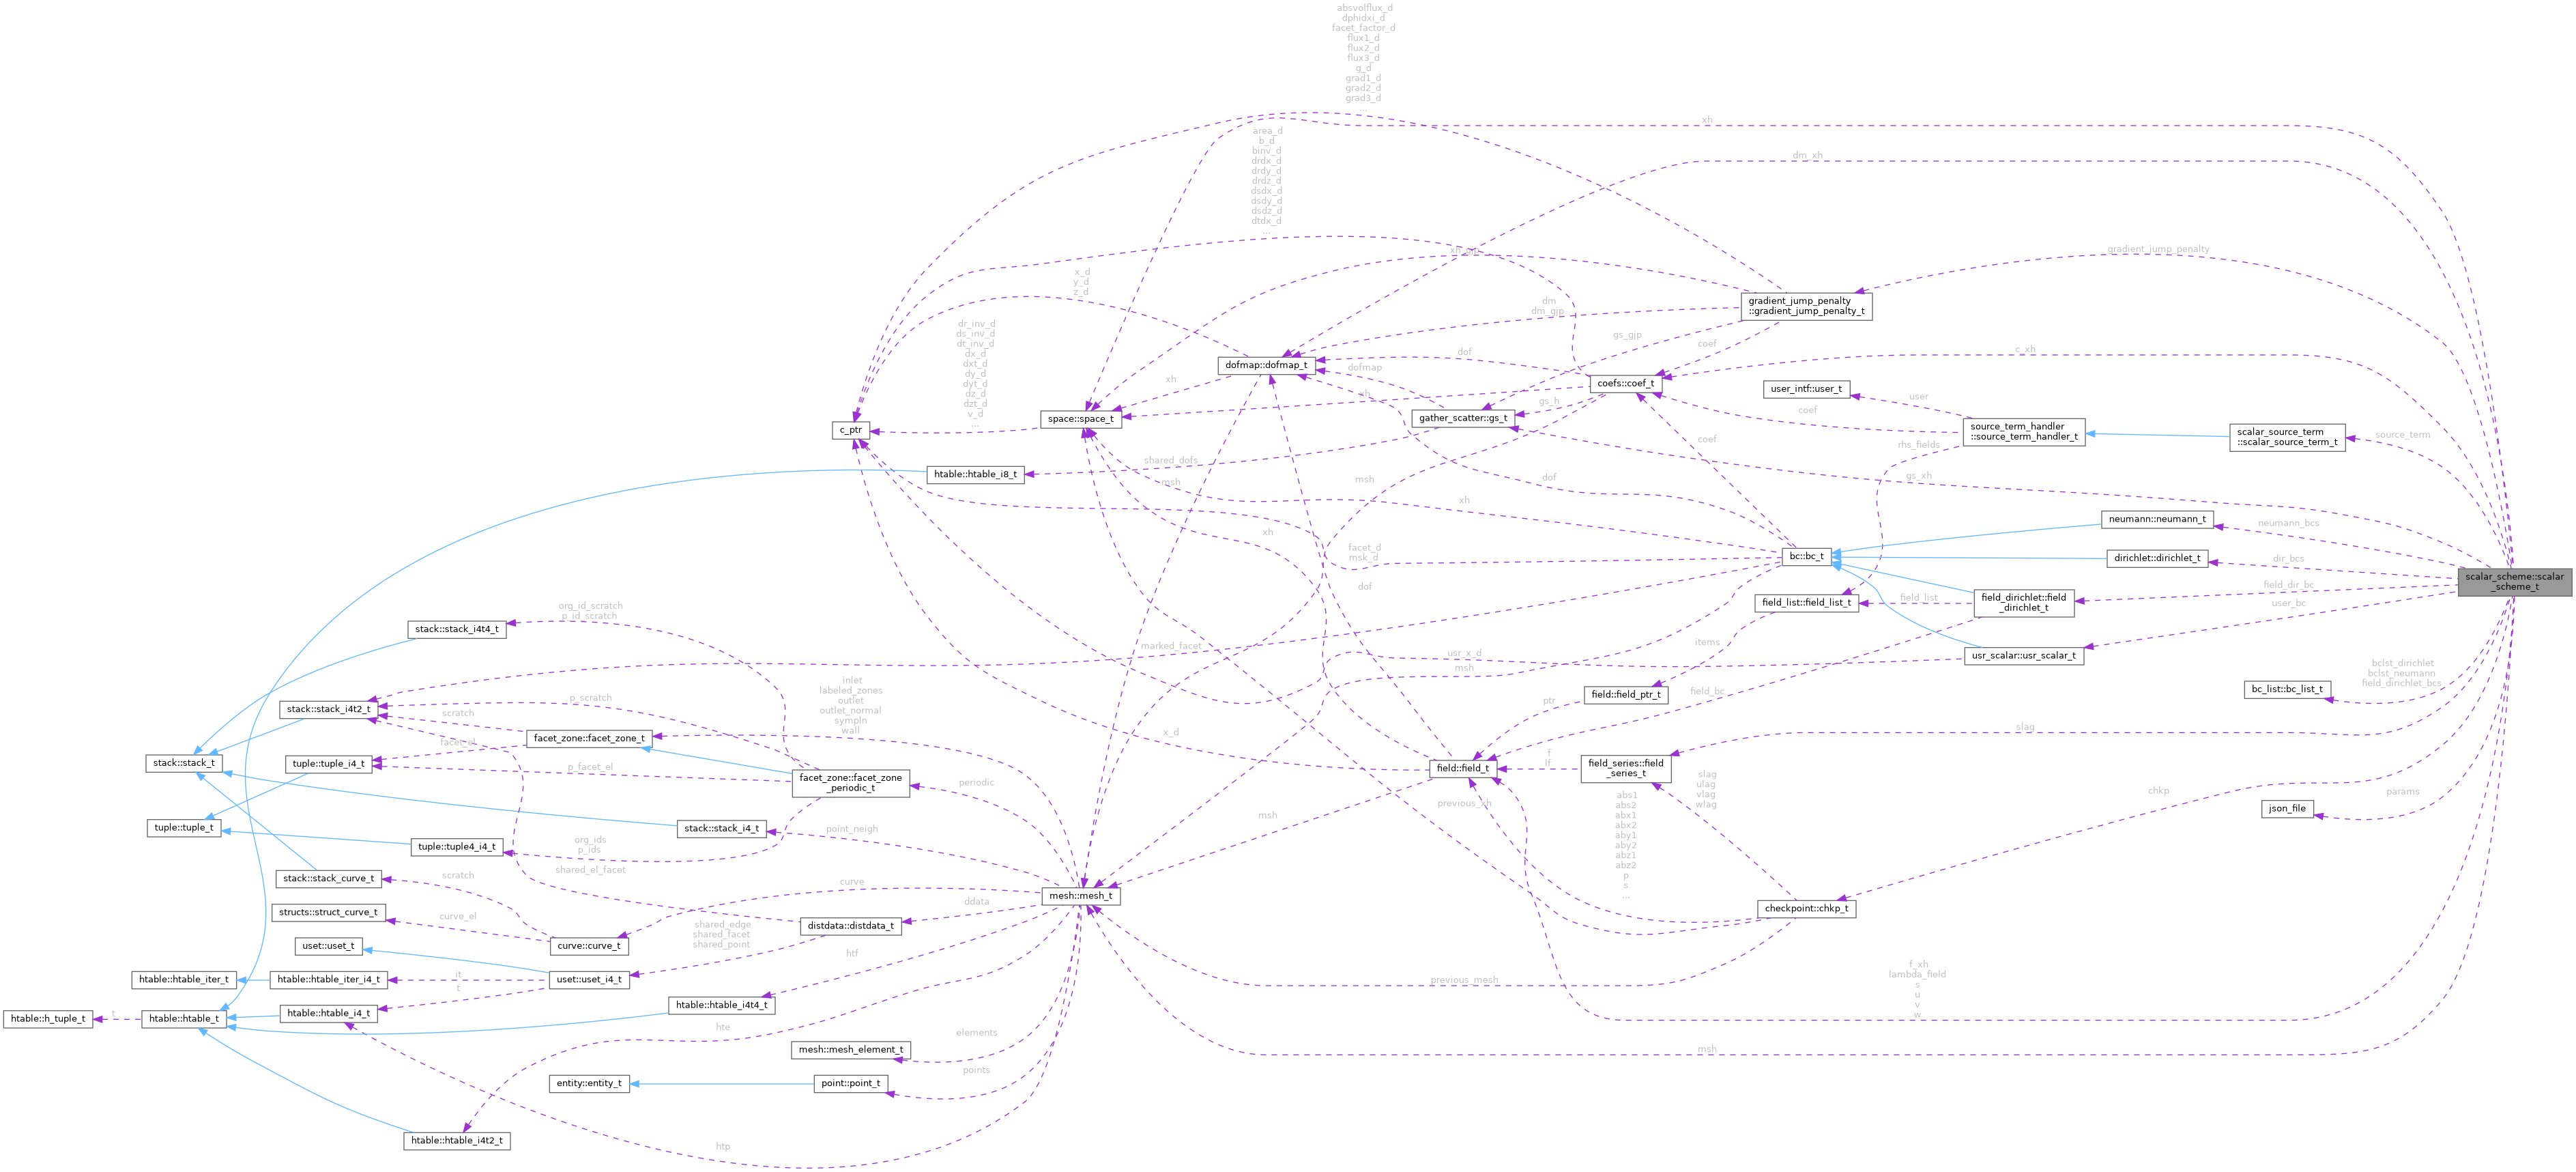 absvolflux_d
dphidxi_d
facet_factor_d
flux1_d
flux2_d
flux3_d
g_d
grad1_d
grad2_d
grad3_d
...
xh
area_d
b_d
binv_d
drdx_d
drdy_d
drdz_d
dsdx_d
dsdy_d
dsdz_d
dtdx_d
...
dm_xh
xh_gjp
gradient_jump_penalty
x_d
y_d
z_d
gradient_jump_penalty
::gradient_jump_penalty_t
dm
dm_gjp
dr_inv_d
ds_inv_d
dt_inv_d
dx_d
dxt_d
dy_d
dyt_d
dz_d
dzt_d
v_d
...
gs_gjp
coef
c_xh
dof
dofmap::dofmap_t
dofmap
xh
coefs::coef_t
user_intf::user_t
user
xh
gs_h
coef
space::space_t
gather_scatter::gs_t
c_ptr
source_term_handler
::source_term_handler_t
scalar_source_term
::scalar_source_term_t
source_term
coef
rhs_fields
shared_dofs
htable::htable_i8_t
msh
msh
dof
gs_xh
xh
neumann::neumann_t
neumann_bcs
xh
facet_d
msk_d
bc::bc_t
dirichlet::dirichlet_t
dir_bcs
scalar_scheme::scalar
_scheme_t
dof
field_dir_bc
field_list::field_list_t
field_list
field_dirichlet::field
_dirichlet_t
user_bc
org_id_scratch
p_id_scratch
stack::stack_i4t4_t
marked_facet
usr_x_d
items
usr_scalar::usr_scalar_t
msh
bclst_dirichlet
bclst_neumann
field_dirichlet_bcs
bc_list::bc_list_t
inlet
labeled_zones
outlet
outlet_normal
sympln
wall
p_scratch
field::field_ptr_t
field_bc
ptr
stack::stack_i4t2_t
scratch
x_d
slag
facet_zone::facet_zone_t
facet_el
stack::stack_t
tuple::tuple_i4_t
p_facet_el
facet_zone::facet_zone
_periodic_t
periodic
field::field_t
f
lf
field_series::field
_series_t
slag
ulag
vlag
wlag
chkp
params
json_file
previous_xh
abs1
abs2
abx1
abx2
aby1
aby2
abz1
abz2
p
s
...
msh
tuple::tuple_t
stack::stack_i4_t
point_neigh
tuple::tuple4_i4_t
org_ids
p_ids
shared_el_facet
stack::stack_curve_t
scratch
curve
mesh::mesh_t
structs::struct_curve_t
curve_el
ddata
checkpoint::chkp_t
shared_edge
shared_facet
shared_point
distdata::distdata_t
uset::uset_t
curve::curve_t
htf
previous_mesh
f_xh
lambda_field
s
u
v
w
htable::htable_iter_t
htable::htable_iter_i4_t
it
t
uset::uset_i4_t
htable::htable_i4t4_t
htable::h_tuple_t
t
htable::htable_t
htable::htable_i4_t
hte
elements
mesh::mesh_element_t
msh
points
entity::entity_t
point::point_t
htable::htable_i4t2_t
htp